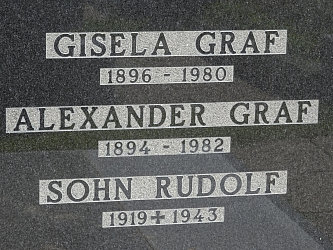 GISELA GRAF
1896 - 1980
ALEXANDER GRAF
1894 - 1982
SOHN RUDOLF
1919 ✝ 1943